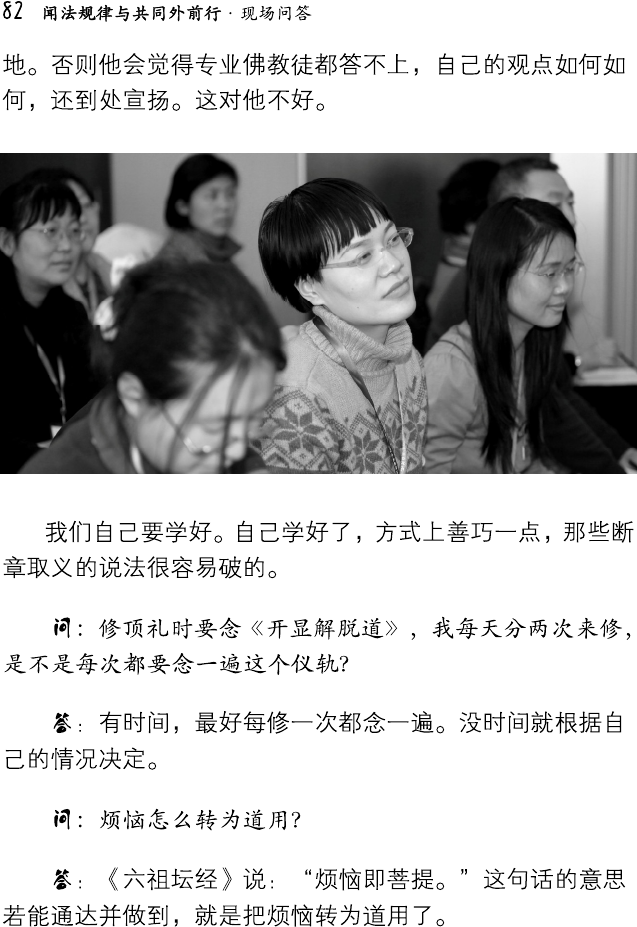 82 闻法规律与共同外前行·现场问答
地。否则他会觉得专业佛教徒都答不上，自己的观点如何如
何，还到处宣扬。这对他不好。
我们自己要学好。自己学好了，方式上善巧一点，那些断
章取义的说法很容易破的。
问：修顶礼时要念《开显解脱道》，我每天分两次来修，
是不是每次都要念一遍这个仪轨?
答：有时间，最好每修一次都念一遍。没时间就根据自
己的情况决定。
问：烦恼怎么转为道用?
答：《六祖坛经》说：“烦恼即菩提。”这句话的意思
若能通达并做到，就是把烦恼转为道用了。